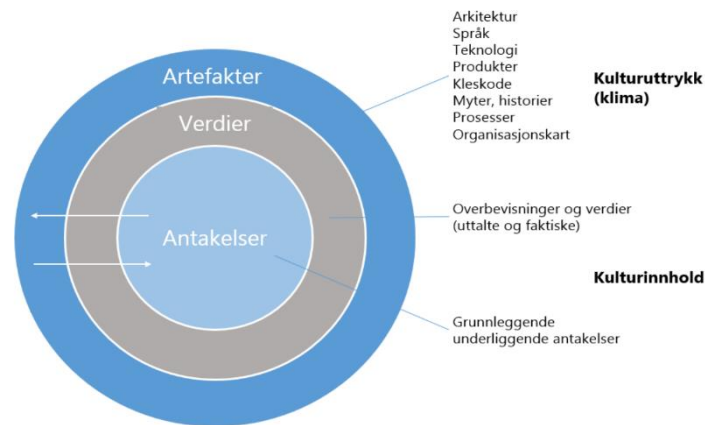 Artefakter
Verdier
Antakelser
Arkitektur
Språk
Teknologi
Produkter
Kleskode
Myter, historier
Prosesser
Organisasjonskart
Kulturuttrykk
(klima)
Overbevisninger og verdier
(uttalte og faktiske)
Kulturinnhold
Grunnleggende
underliggende antakelser